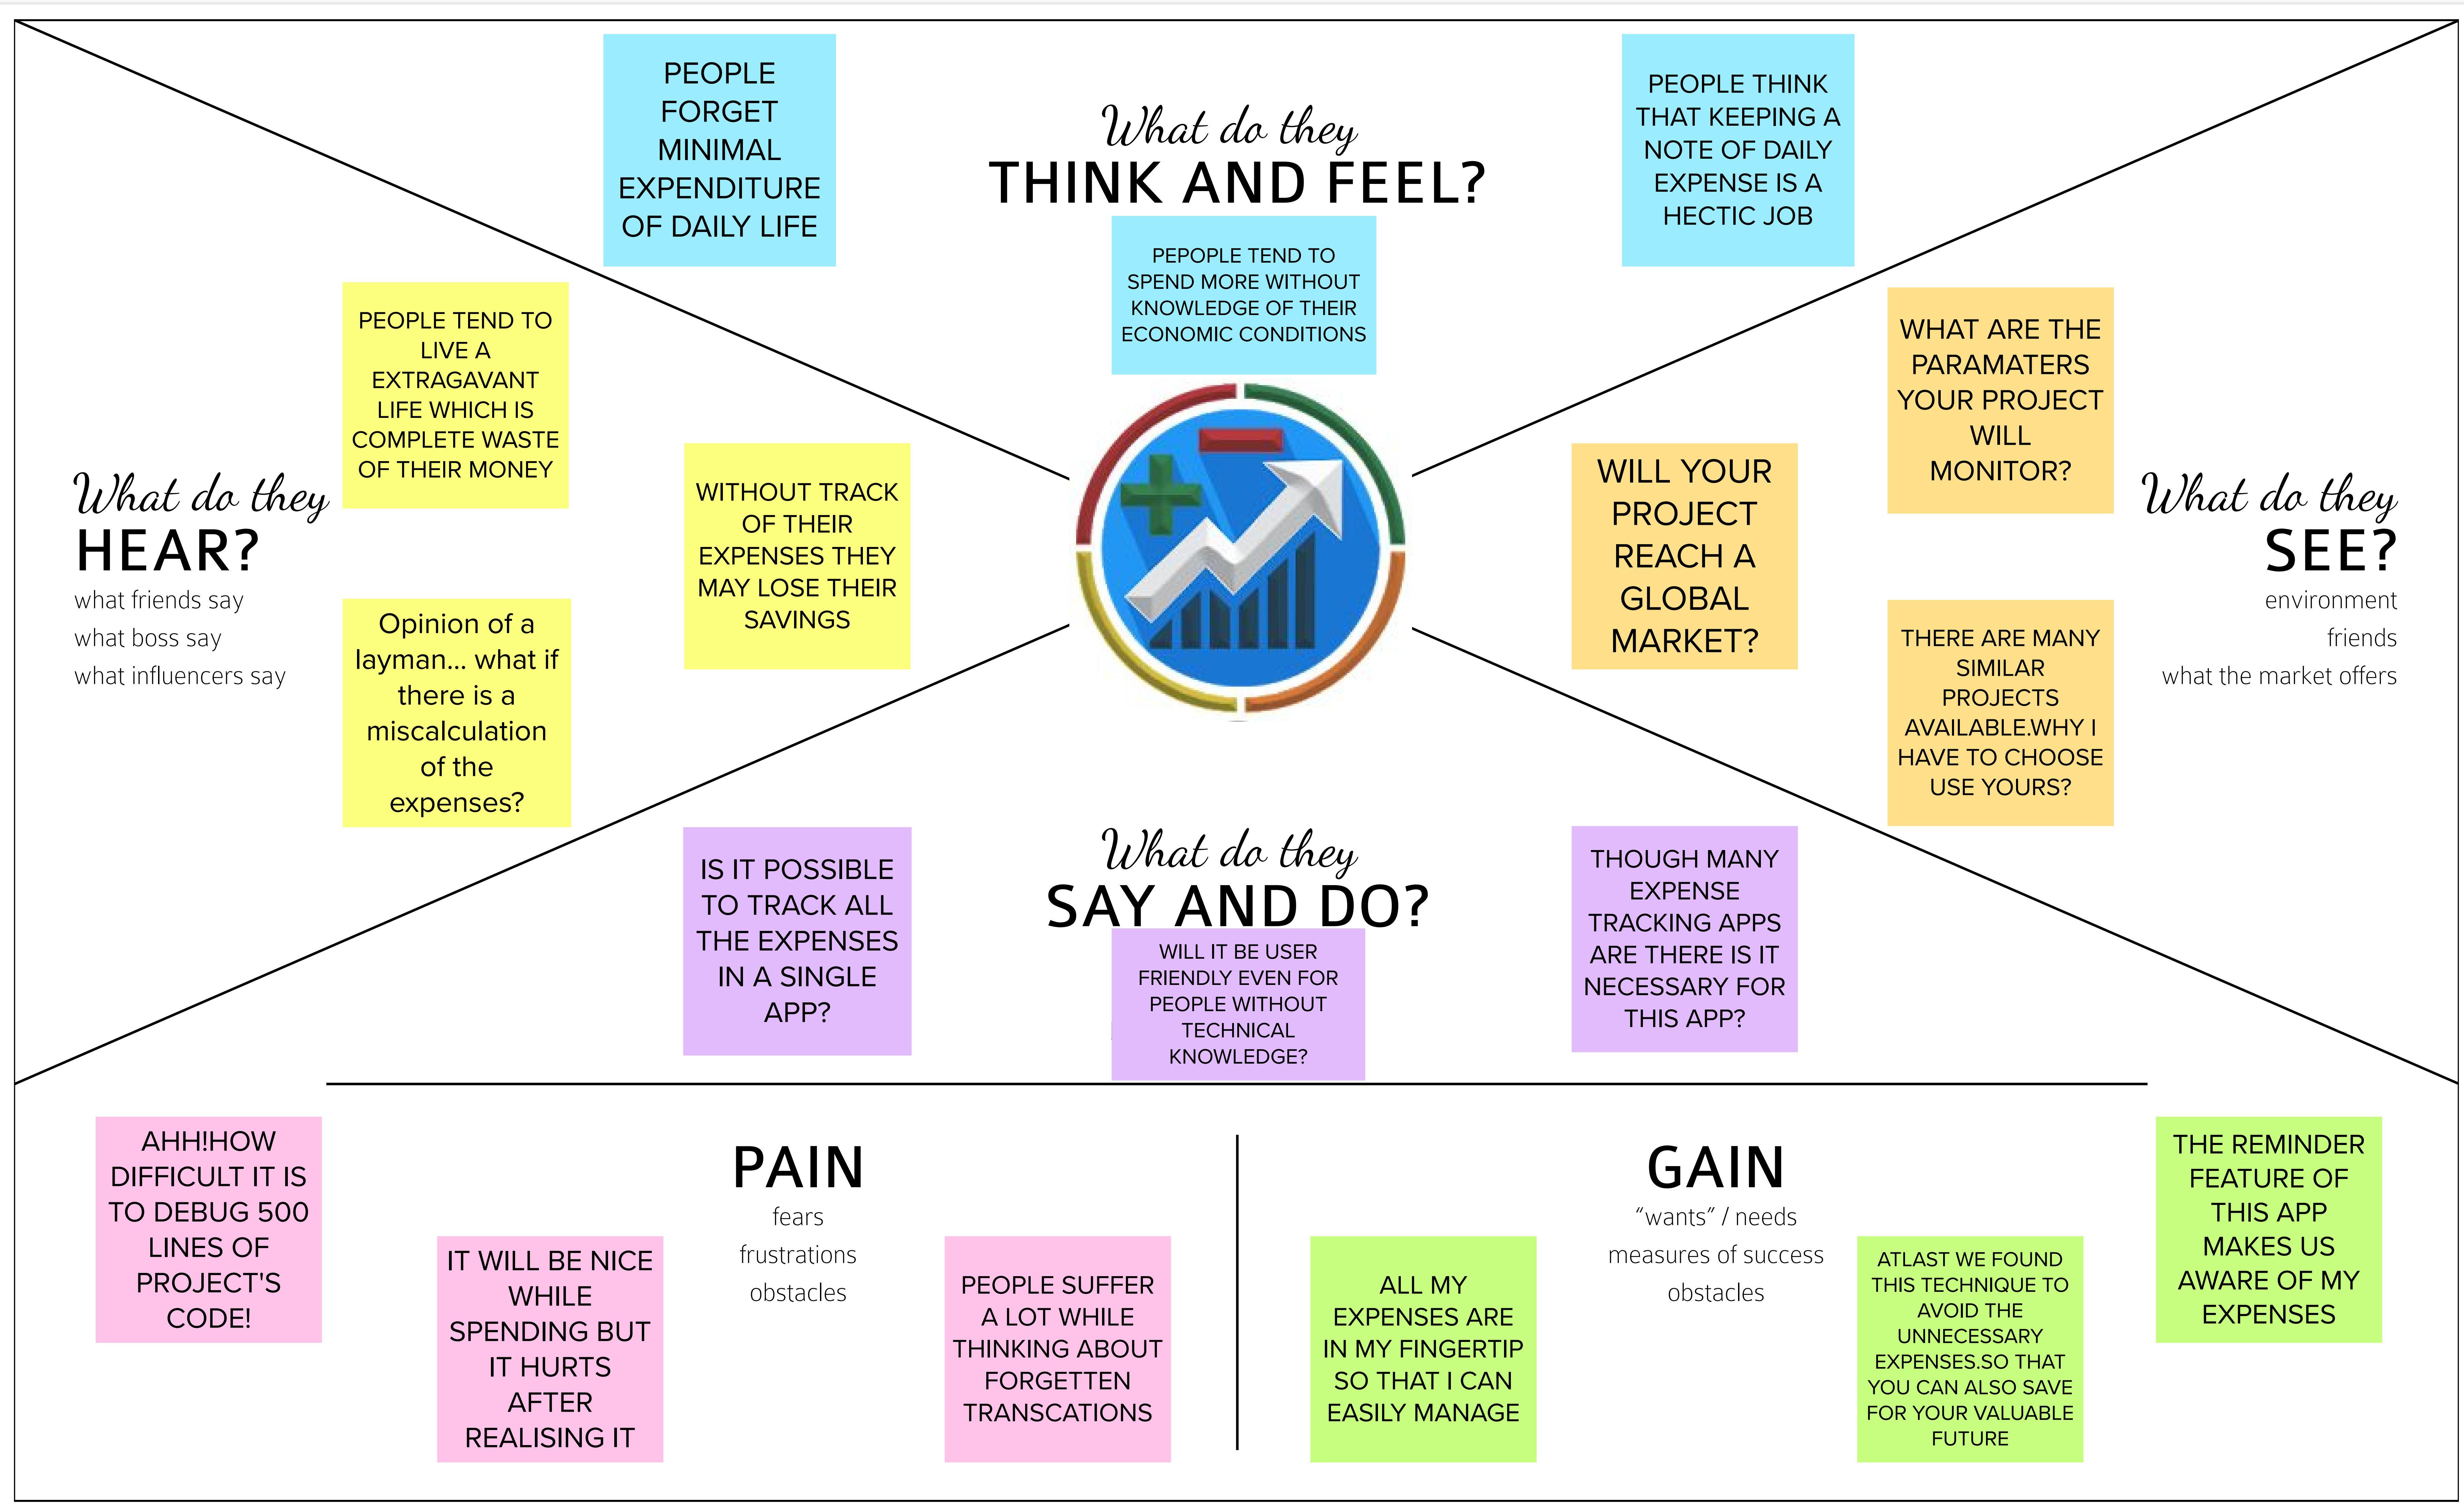 PEOPLE
FORGET
MINIMAL
EXPENDITURE
OF DAILY LIFE
What do they
THINK AND FEEL?
PEPOPLE TEND TO
SPEND MORE WITHOUT
KNOWLEDGE OF THEIR
ECONOMIC CONDITIONS
PEOPLE THINK
THAT KEEPING A
NOTE OF DAILY
EXPENSE IS A
HECTIC JOB
What do they
HEAR?
what friends say
what boss say
what influencers say
PEOPLE TEND TO
LIVE A
EXTRAGAVANT
LIFE WHICH IS
COMPLETE WASTE
OF THEIR MONEY
WITHOUT TRACK
OF THEIR
EXPENSES THEY
MAY LOSE THEIR
SAVINGS
Opinion of a
layman... what if
there is a
miscalculation
of the
expenses?
WILL YOUR
PROJECT
REACH A
GLOBAL
MARKET?
WHAT ARE THE
PARAMATERS
YOUR PROJECT
WILL
MONITOR?
What do they
SEE?
environment
friends
what the market offers
THERE ARE MANY
SIMILAR
PROJECTS
AVAILABLE.WHY I
HAVE TO CHOOSE
USE YOURS?
What do they
SAY AND DO?
IS IT POSSIBLE
TO TRACK ALL
THE EXPENSES
IN A SINGLE
APP?
WILL IT BE USER
FRIENDLY EVEN FOR
PEOPLE WITHOUT
TECHNICAL
KNOWLEDGE?
THOUGH MANY
EXPENSE
TRACKING APPS
ARE THERE IS IT
NECESSARY FOR
THIS APP?
AHH!HOW
DIFFICULT IT IS
TO DEBUG 500
LINES OF
PROJECT'S
CODE!
PAIN
fears
frustrations
obstacles
IT WILL BE NICE
WHILE
SPENDING BUT
IT HURTS
AFTER
REALISING IT
PEOPLE SUFFER
A LOT WHILE
THINKING ABOUT
FORGETTEN
TRANSCATIONS
GAIN
“wants” / needs
measures of success
obstacles
ALL MY
EXPENSES ARE
IN MY FINGERTIP
SO THAT I CAN
EASILY MANAGE
ATLAST WE FOUND
THIS TECHNIQUE TO
AVOID THE
UNNECESSARY
EXPENSES.SO THAT
YOU CAN ALSO SAVE
FOR YOUR VALUABLE
FUTURE
THE REMINDER
FEATURE OF
THIS APP
MAKES US
AWARE OF MY
EXPENSES